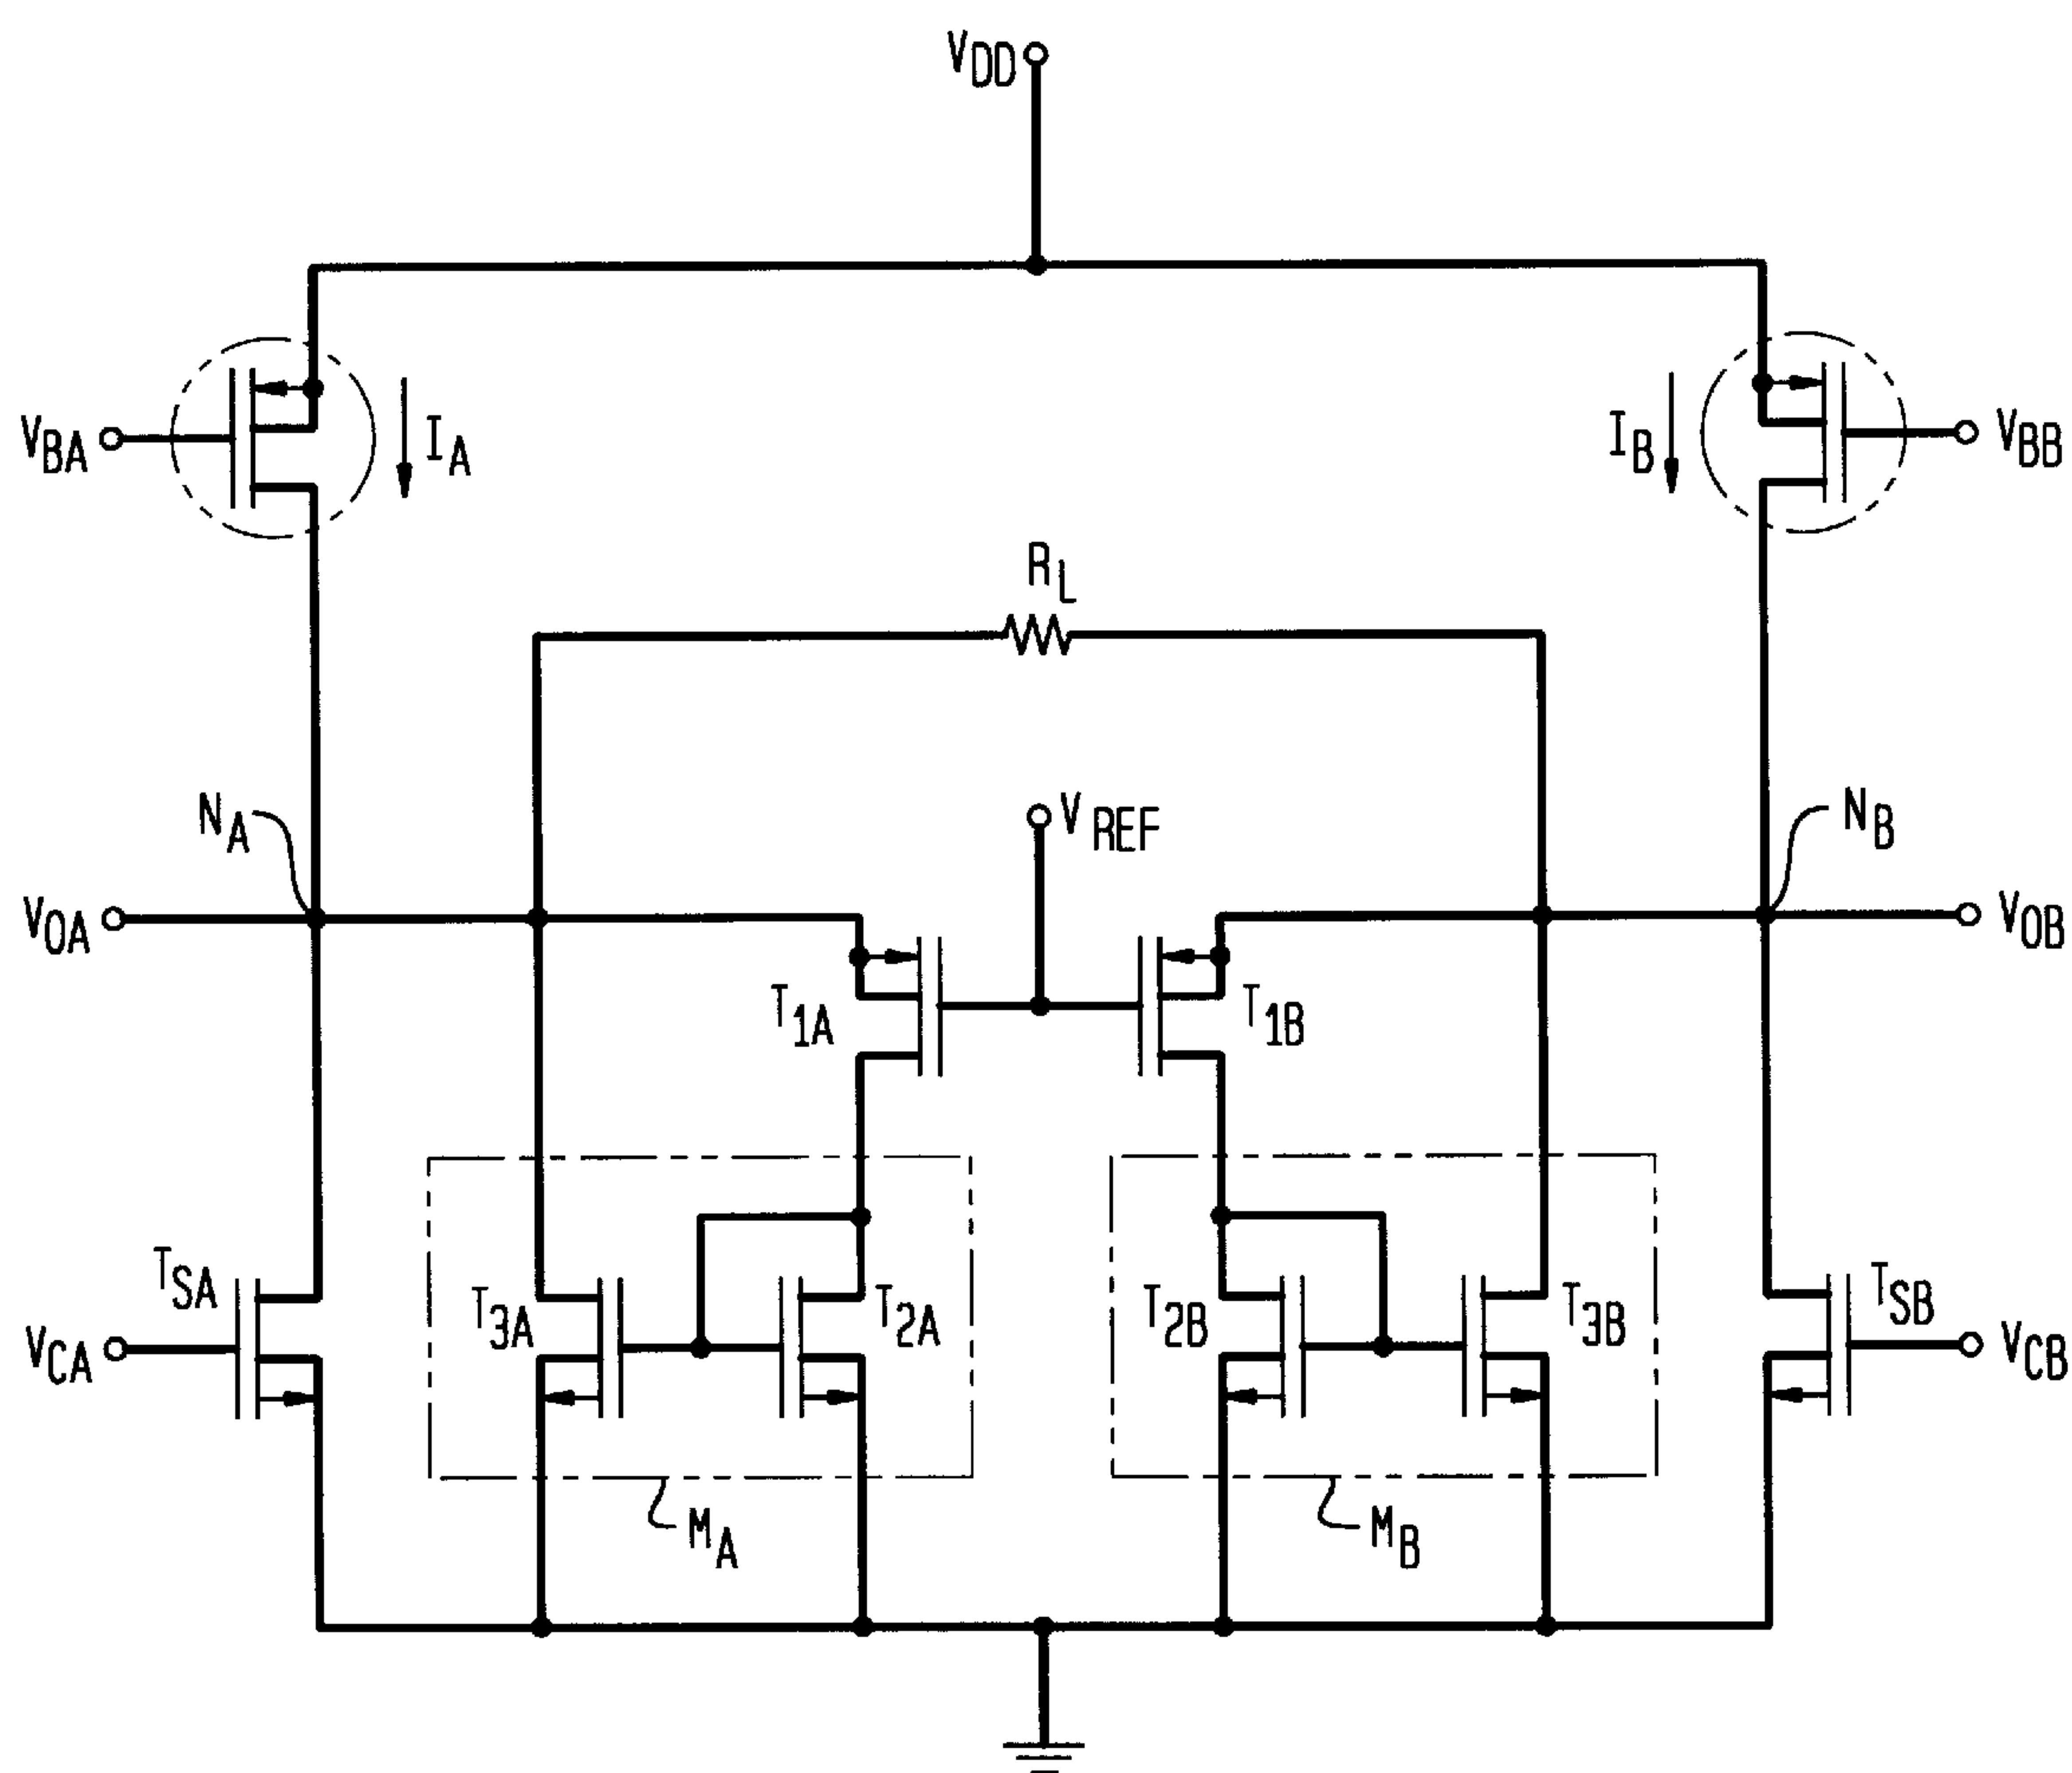 VDD
VBA
IA
IB
VBB
RL
NA
VREF
NB
VOA
VOB
T1A
T1B
TSA
T3A
T2A
T2B
T3B
TSB
VCA
VCB
MA
MB